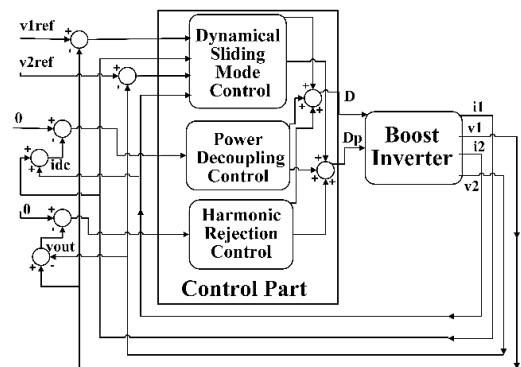 v1ref
v2ref
0
idc
0
vout
Dynamical
Sliding
Mode
Control
Power
Decoupling
Control
Harmonic
Rejection
Control
Control Part
D
Dp
Boost
Inverter
i1
v1
i2
v2